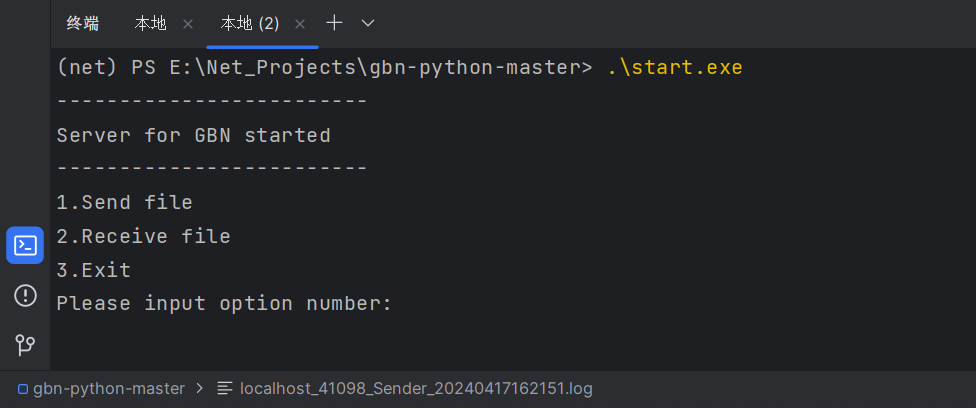 终端 本地 × 本地 (2) ×
(net) PS E:\Net_Projects\gbn-python-master> .\start.exe
-------------------------
Server for GBN started
-------------------------
1.Send file
2.Receive file
3.Exit
Please input option number:
gbn-python-master > localhost_41098_Sender_20240417162151.log